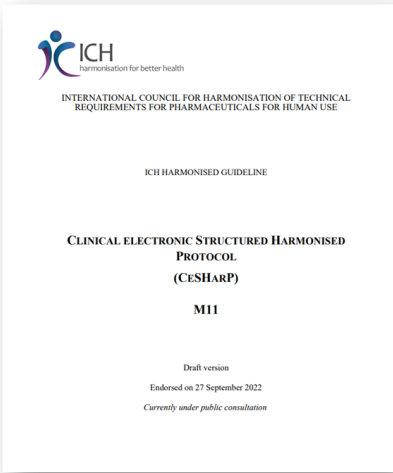 ICH
harmonisation for better health
INTERNATIONAL COUNCIL FOR HARMONISATION OF TECHNICAL
REQUIREMENTS FOR PHARMACEUTICALS FOR HUMAN USE
ICH HARMONISED GUIDELINE
CLINICAL ELECTRONIC STRUCTURED HARMONISED
PROTOCOL
(CESHARP)
M11
Draft version
Endorsed on 27 September 2022
Currently under public consultation